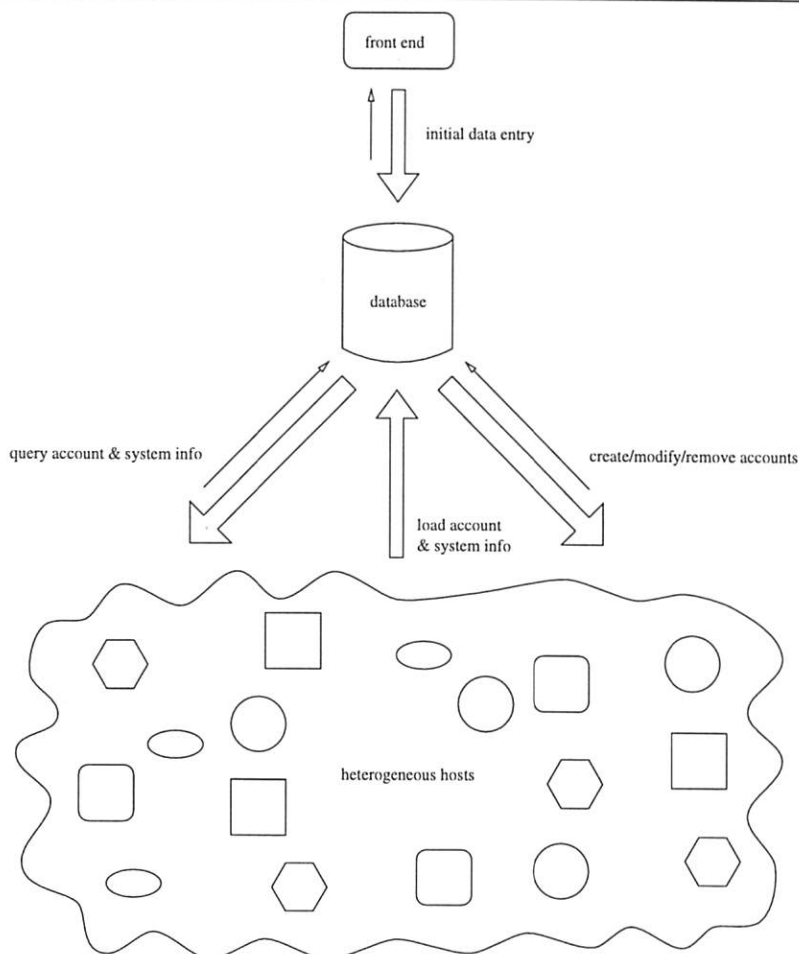 front end
initial data entry
database
query account & system info
create/modify/remove accounts
load account
& system info
heterogeneous hosts